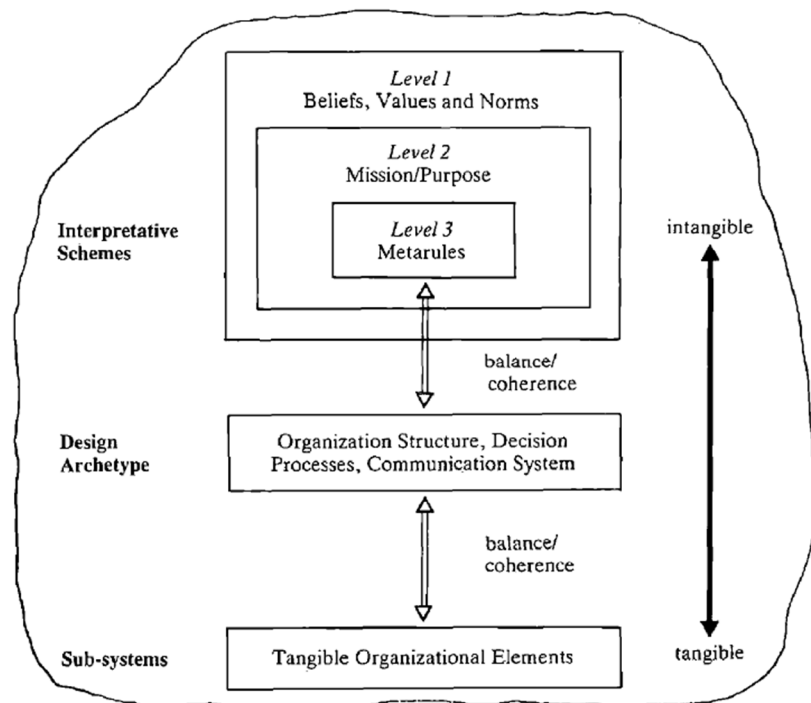 Level 1
Beliefs, Values and Norms
Level 2
Mission/Purpose
Level 3
Metarules
Interpretative
Schemes
intangible
balance/
coherence
Design
Archetype
Organization Structure, Decision
Processes, Communication System
balance/
coherence
Sub-systems
Tangible Organizational Elements
tangible